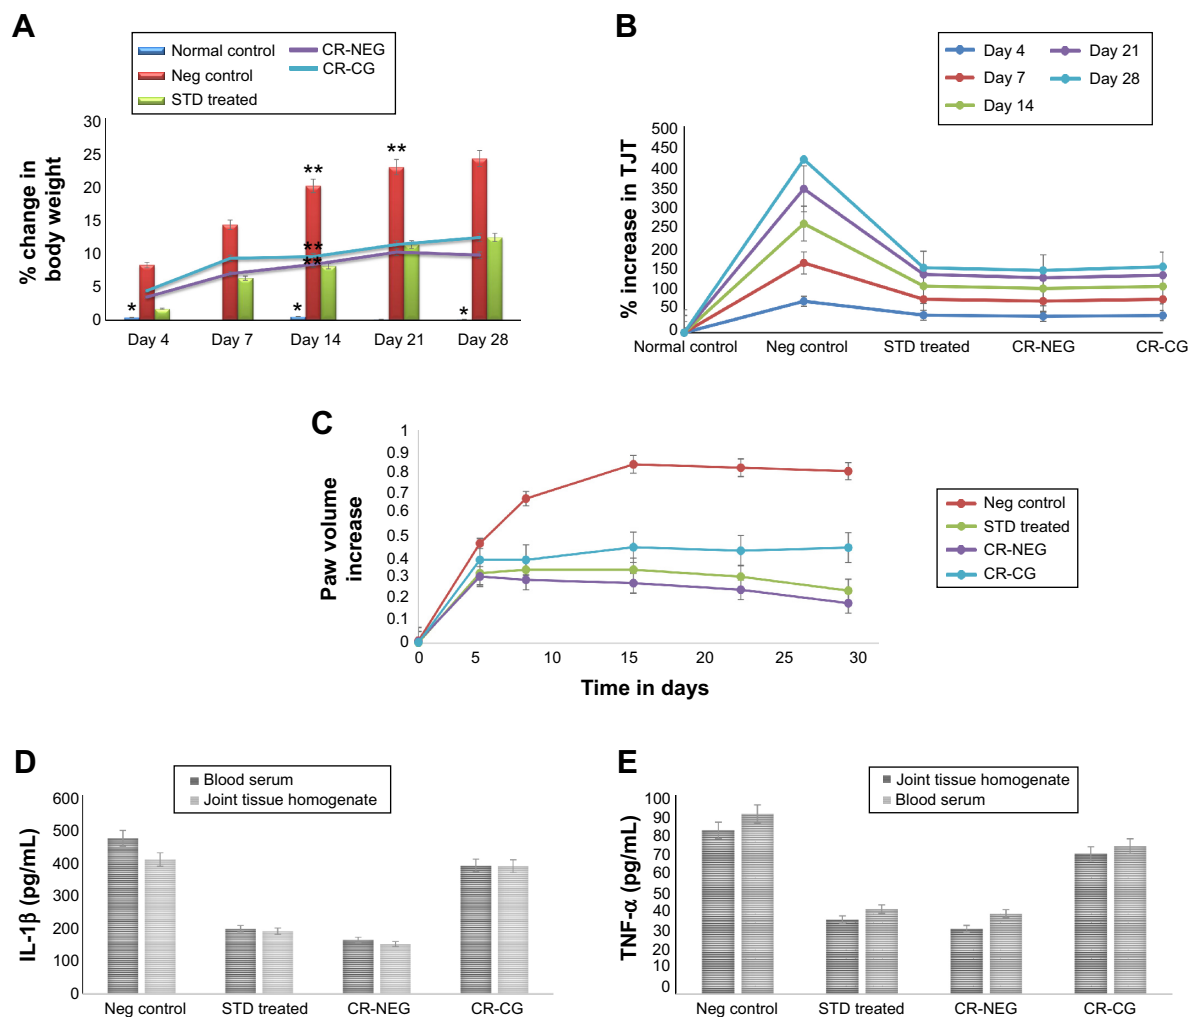 A
Normal control
Neg control
STD treated
CR-NEG
CR-CG
% change in
body weight
30
25
20
15
10
5
0
*
**
**
**
*
**
*
Day 4
Day 7
Day 14
Day 21
Day 28
B
Day 4
Day 7
Day 14
Day 21
Day 28
% increase in TJT
500
450
400
350
300
250
200
150
100
50
0
Normal control
Neg control
STD treated
CR-NEG
CR-CG
C
Paw volume
increase
1
0.9
0.8
0.7
0.6
0.5
0.4
0.3
0.2
0.1
0
0
5
10
15
20
25
30
Time in days
Neg control
STD treated
CR-NEG
CR-CG
D
Blood serum
Joint tissue homogenate
IL-1β (pg/mL)
600
500
400
300
200
100
0
Neg control
STD treated
CR-NEG
CR-CG
E
Joint tissue homogenate
Blood serum
TNF-α (pg/mL)
100
90
80
70
60
50
40
30
20
10
0
Neg control
STD treated
CR-NEG
CR-CG